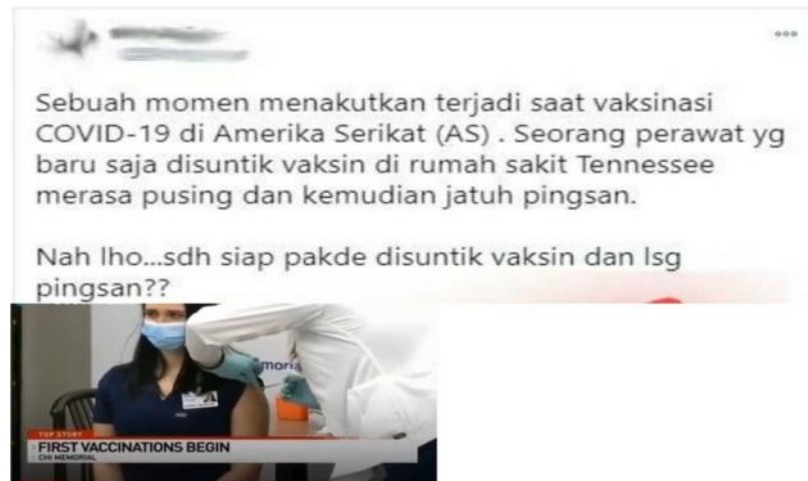 Sebuah momen menakutkan terjadi saat vaksinasi
COVID-19 di Amerika Serikat (AS) . Seorang perawat yg
baru saja disuntik vaksin di rumah sakit Tennessee
merasa pusing dan kemudian jatuh pingsan.
Nah lho...sdh siap pakde disuntik vaksin dan lsg
pingsan??
moria
TOP STORY
FIRST VACCINATIONS BEGIN
CHI MEMORIAL